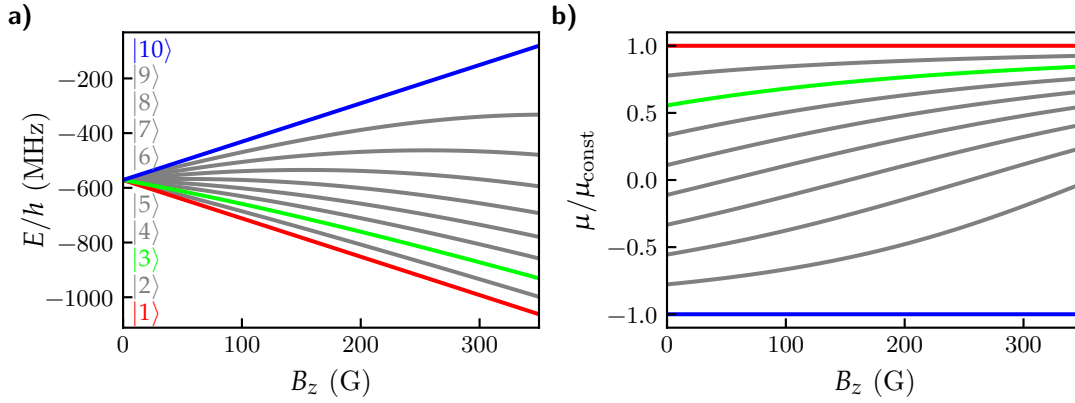 a)
|10⟩
|9⟩
|8⟩
|7⟩
|6⟩
|5⟩
|4⟩
|3⟩
|2⟩
|1⟩
−200
−400
−600
−800
−1000
E/h (MHz)
0 100 200 300
B_z (G)
b)
1.0
0.5
0.0
−0.5
−1.0
μ/μ_const
0 100 200 300
B_z (G)